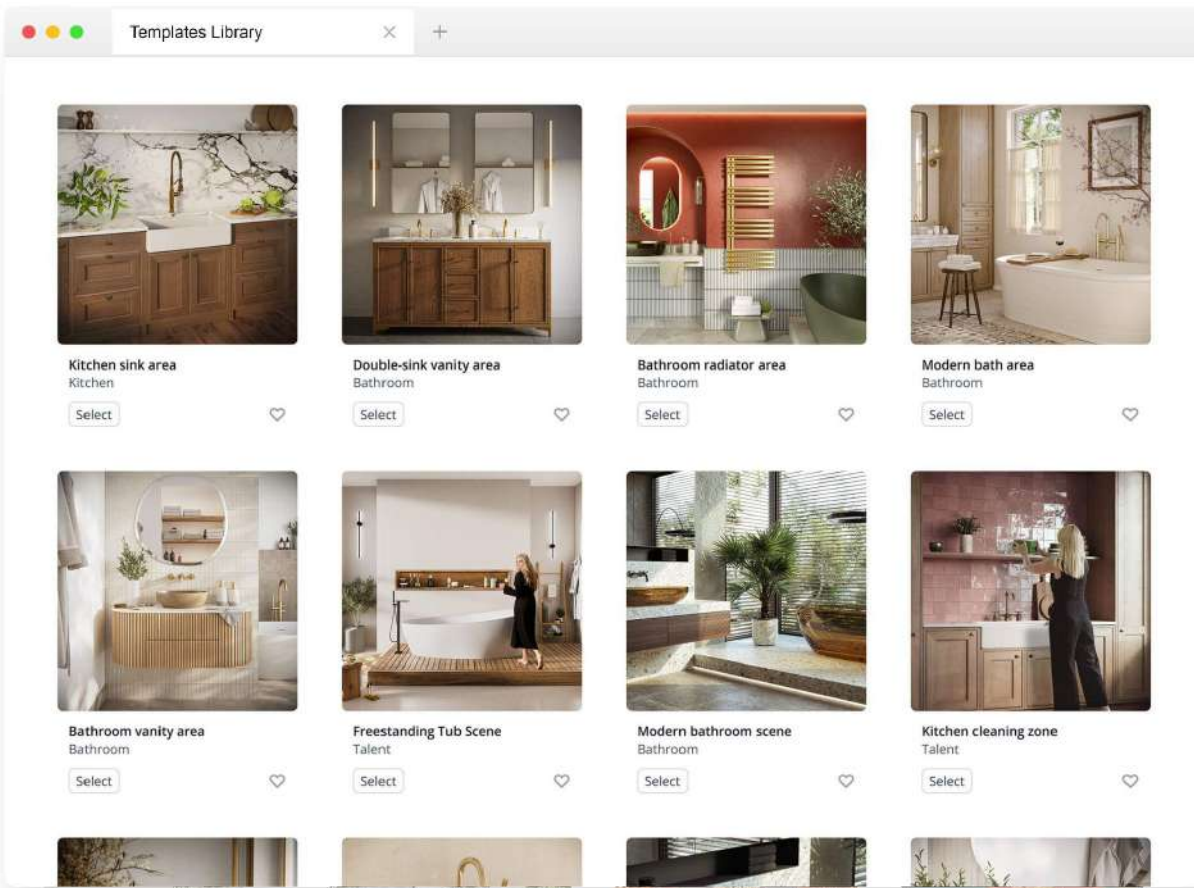 Templates Library
Kitchen sink area
Kitchen
Select
Double-sink vanity area
Bathroom
Select
Bathroom radiator area
Bathroom
Select
Modern bath area
Bathroom
Select
Bathroom vanity area
Bathroom
Select
Freestanding Tub Scene
Talent
Select
Modern bathroom scene
Bathroom
Select
Kitchen cleaning zone
Talent
Select